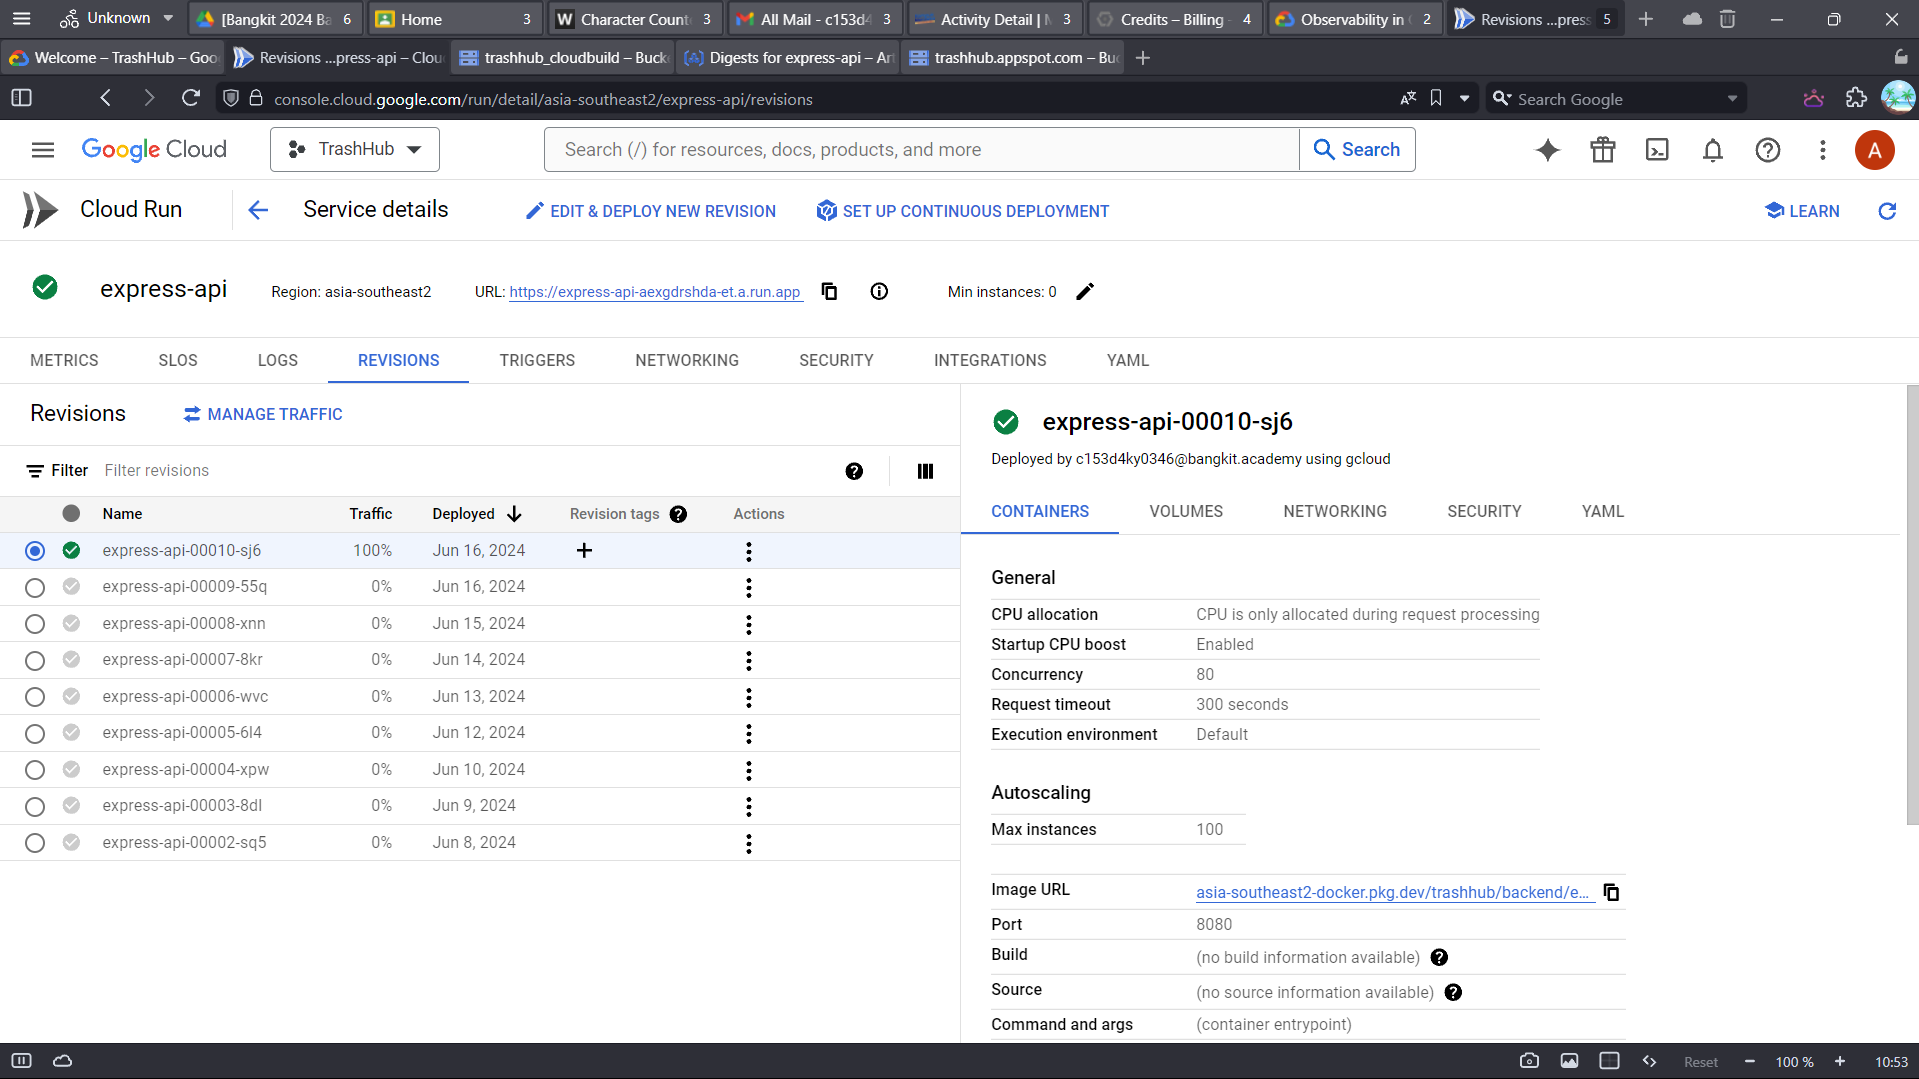 Unknown
[Bangkit 2024 Ba 6
Home 3
Character Count 3
All Mail - c153d4 3
Activity Detail | M 3
Credits – Billing 4
Observability in 2
Revisions ...press 5
Welcome – TrashHub – Goo
Revisions ...press-api – Clou
trashhub_cloudbuild – Bucke
Digests for express-api – Art
trashhub.appspot.com – Buc
console.cloud.google.com/run/detail/asia-southeast2/express-api/revisions
Search Google
Google Cloud
TrashHub
Search (/) for resources, docs, products, and more
Search
A
Cloud Run
Service details
EDIT & DEPLOY NEW REVISION
SET UP CONTINUOUS DEPLOYMENT
LEARN
express-api
Region: asia-southeast2
URL: https://express-api-aexgdrshda-et.a.run.app
Min instances: 0
METRICS SLOS LOGS REVISIONS TRIGGERS NETWORKING SECURITY INTEGRATIONS YAML
Revisions
MANAGE TRAFFIC
Filter Filter revisions
Name Traffic Deployed Revision tags Actions
express-api-00010-sj6 100% Jun 16, 2024
express-api-00009-55q 0% Jun 16, 2024
express-api-00008-xnn 0% Jun 15, 2024
express-api-00007-8kr 0% Jun 14, 2024
express-api-00006-wvc 0% Jun 13, 2024
express-api-00005-6l4 0% Jun 12, 2024
express-api-00004-xpw 0% Jun 10, 2024
express-api-00003-8dl 0% Jun 9, 2024
express-api-00002-sq5 0% Jun 8, 2024
express-api-00010-sj6
Deployed by c153d4ky0346@bangkit.academy using gcloud
CONTAINERS VOLUMES NETWORKING SECURITY YAML
General
CPU allocation CPU is only allocated during request processing
Startup CPU boost Enabled
Concurrency 80
Request timeout 300 seconds
Execution environment Default
Autoscaling
Max instances 100
Image URL asia-southeast2-docker.pkg.dev/trashhub/backend/e...
Port 8080
Build (no build information available)
Source (no source information available)
Command and args (container entrypoint)
Reset 100 % 10:53